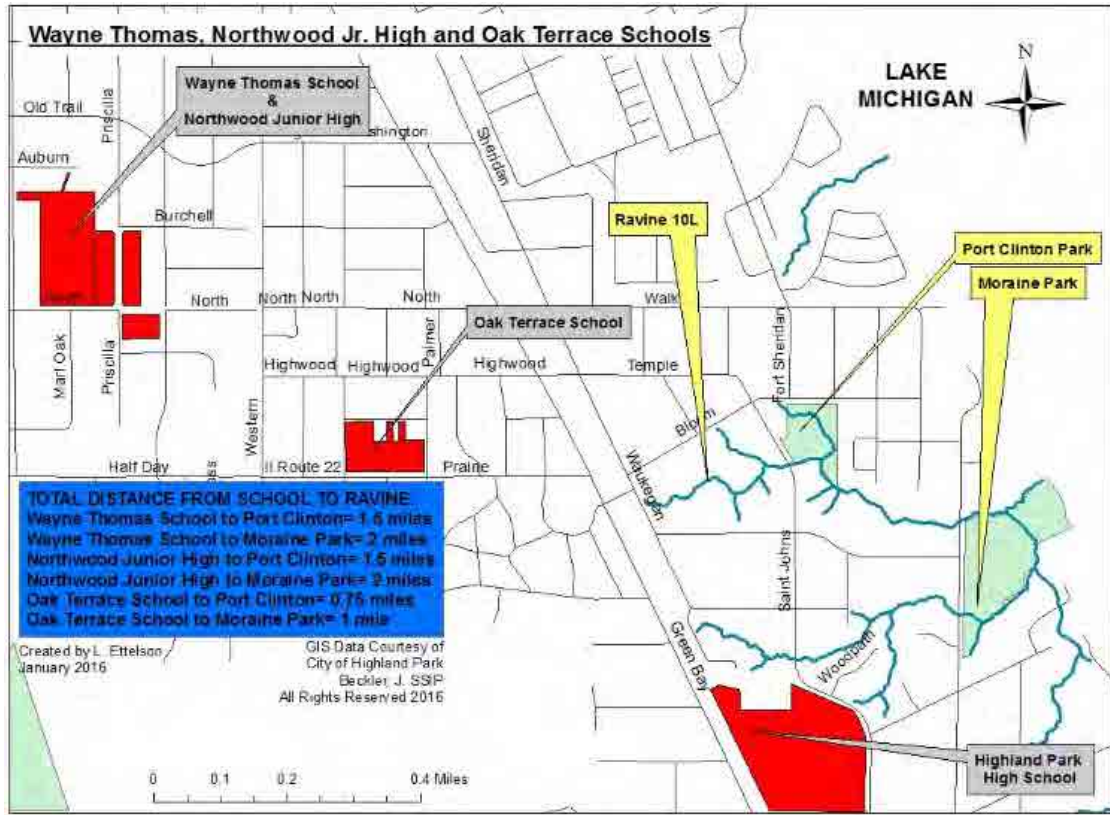 Wayne Thomas, Northwood Jr. High and Oak Terrace Schools
N
LAKE
MICHIGAN
Wayne Thomas School
&
Northwood Junior High
Old Trail
Priscilla
Sheridan
Auburn
Burchell
Ravine 10L
Port Clinton Park
Moraine Park
North
North
North
North
Walk
Oak Terrace School
Palmer
Fort Sheridan
Priscilla
Highwood
Highwood
Highwood
Temple
Western
Half Day
Il Route 22
Prairie
Waukegan
TOTAL DISTANCE FROM SCHOOL TO RAVINE
Wayne Thomas School to Port Clinton= 1.5 miles
Wayne Thomas School to Moraine Park= 2 miles
Northwood Junior High to Port Clinton= 1.5 miles
Northwood Junior High to Moraine Park= 2 miles
Oak Terrace School to Port Clinton= 0.75 miles
Oak Terrace School to Moraine Park= 1 mile
Saint Johns
Created by L. Ettelson
January 2016
GIS Data Courtesy of
City of Highland Park
Beckler, J. SSIP
All Rights Reserved 2016
Green Bay
Woodpath
Highland Park
High School
0 0.1 0.2 0.4 Miles